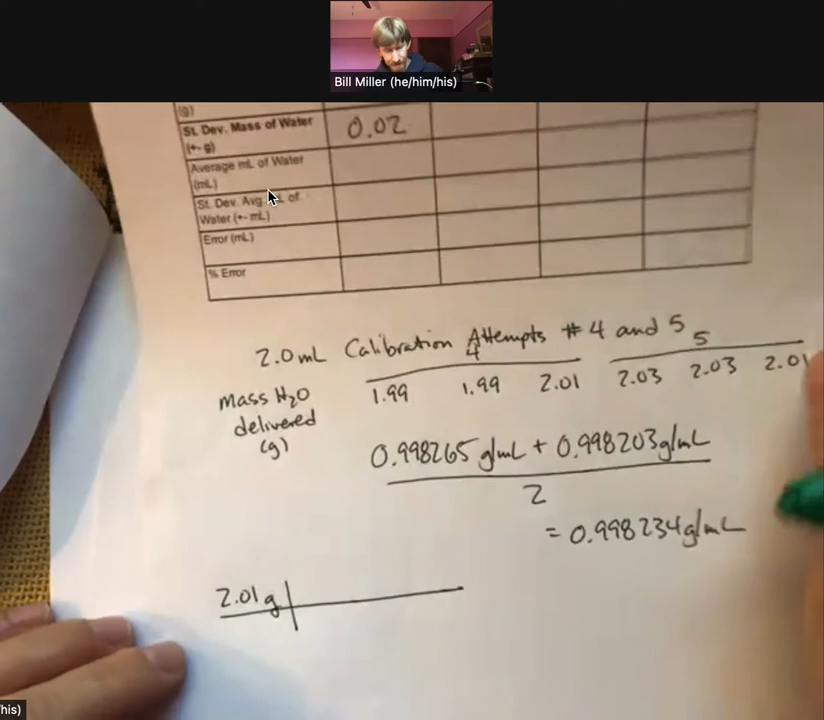 Bill Miller (he/him/his)
(g)
St. Dev. Mass of Water
(+- g)
0.02
Average mL of Water
(mL)
St. Dev. Avg. of
Water (+- mL)
Error (mL)
% Error
2.0mL Calibration Attempts #4 and 5
4 5
Mass H₂O
delivered
(g)
1.99 1.99 2.01 2.03 2.03 2.01
0.998265 g/mL + 0.998203 g/mL
2
= 0.998234 g/mL
2.01 g
his)